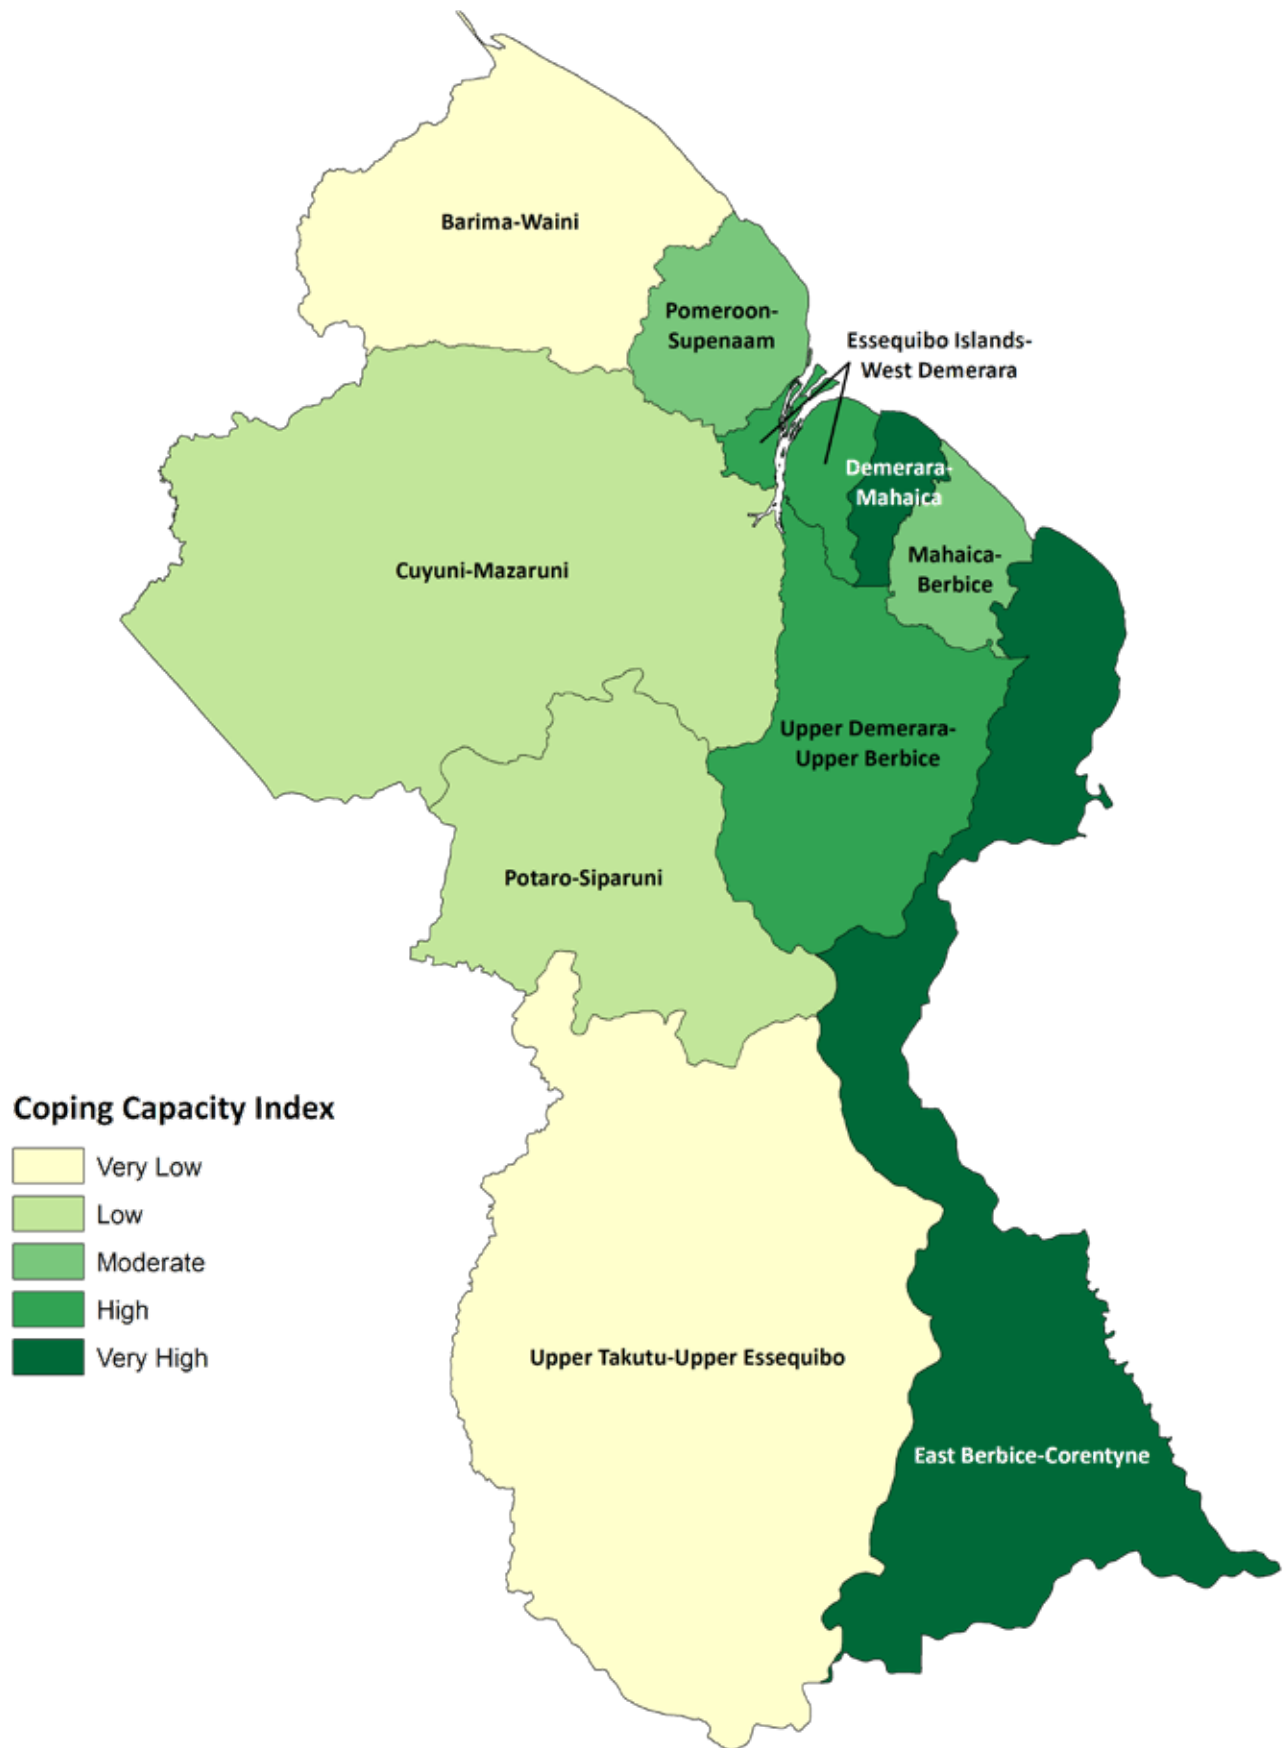 Barima-Waini
Pomeroon-
Supenaam
Essequibo Islands-
West Demerara
Demerara-
Mahaica
Mahaica-
Berbice
Cuyuni-Mazaruni
Upper Demerara-
Upper Berbice
Potaro-Siparuni
Coping Capacity Index
Very Low
Low
Moderate
High
Very High
Upper Takutu-Upper Essequibo
East Berbice-Corentyne